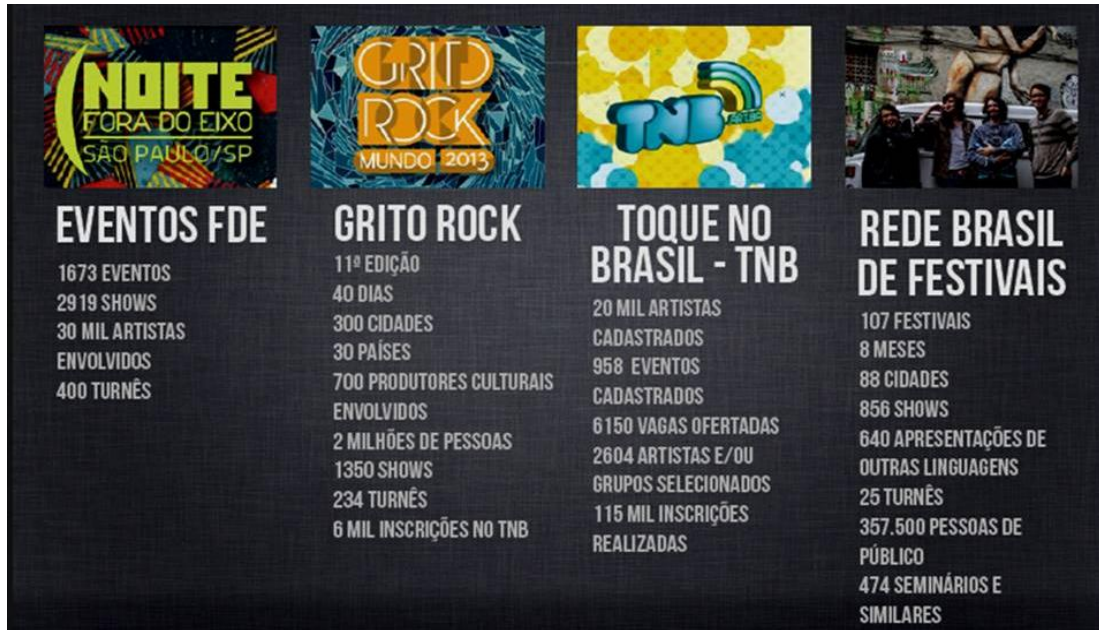 NOITE
FORA DO EIXO
SÃO PAULO/SP
EVENTOS FDE
1673 EVENTOS
2919 SHOWS
30 MIL ARTISTAS
ENVOLVIDOS
400 TURNÊS
GRITO
ROCK
MUNDO 2013
GRITO ROCK
11ª EDIÇÃO
40 DIAS
300 CIDADES
30 PAÍSES
700 PRODUTORES CULTURAIS
ENVOLVIDOS
2 MILHÕES DE PESSOAS
1350 SHOWS
234 TURNÊS
6 MIL INSCRIÇÕES NO TNB
TNB
ART.BR
TOQUE NO
BRASIL - TNB
20 MIL ARTISTAS
CADASTRADOS
958 EVENTOS
CADASTRADOS
6150 VAGAS OFERTADAS
2604 ARTISTAS E/OU
GRUPOS SELECIONADOS
115 MIL INSCRIÇÕES
REALIZADAS
REDE BRASIL
DE FESTIVAIS
107 FESTIVAIS
8 MESES
88 CIDADES
856 SHOWS
640 APRESENTAÇÕES DE
OUTRAS LINGUAGENS
25 TURNÊS
357.500 PESSOAS DE
PÚBLICO
474 SEMINÁRIOS E
SIMILARES